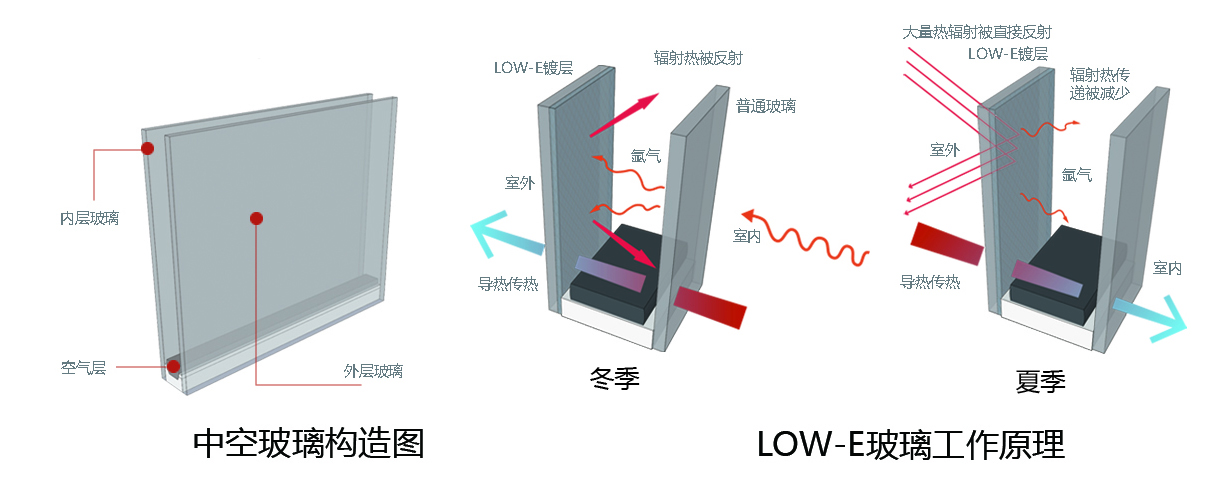 内层玻璃
空气层
外层玻璃
中空玻璃构造图
LOW-E镀层
辐射热被反射
普通玻璃
氩气
室外
室内
导热传热
冬季
大量热辐射被直接反射
LOW-E镀层
辐射热传
递被减少
室外
氩气
室内
导热传热
夏季
LOW-E玻璃工作原理